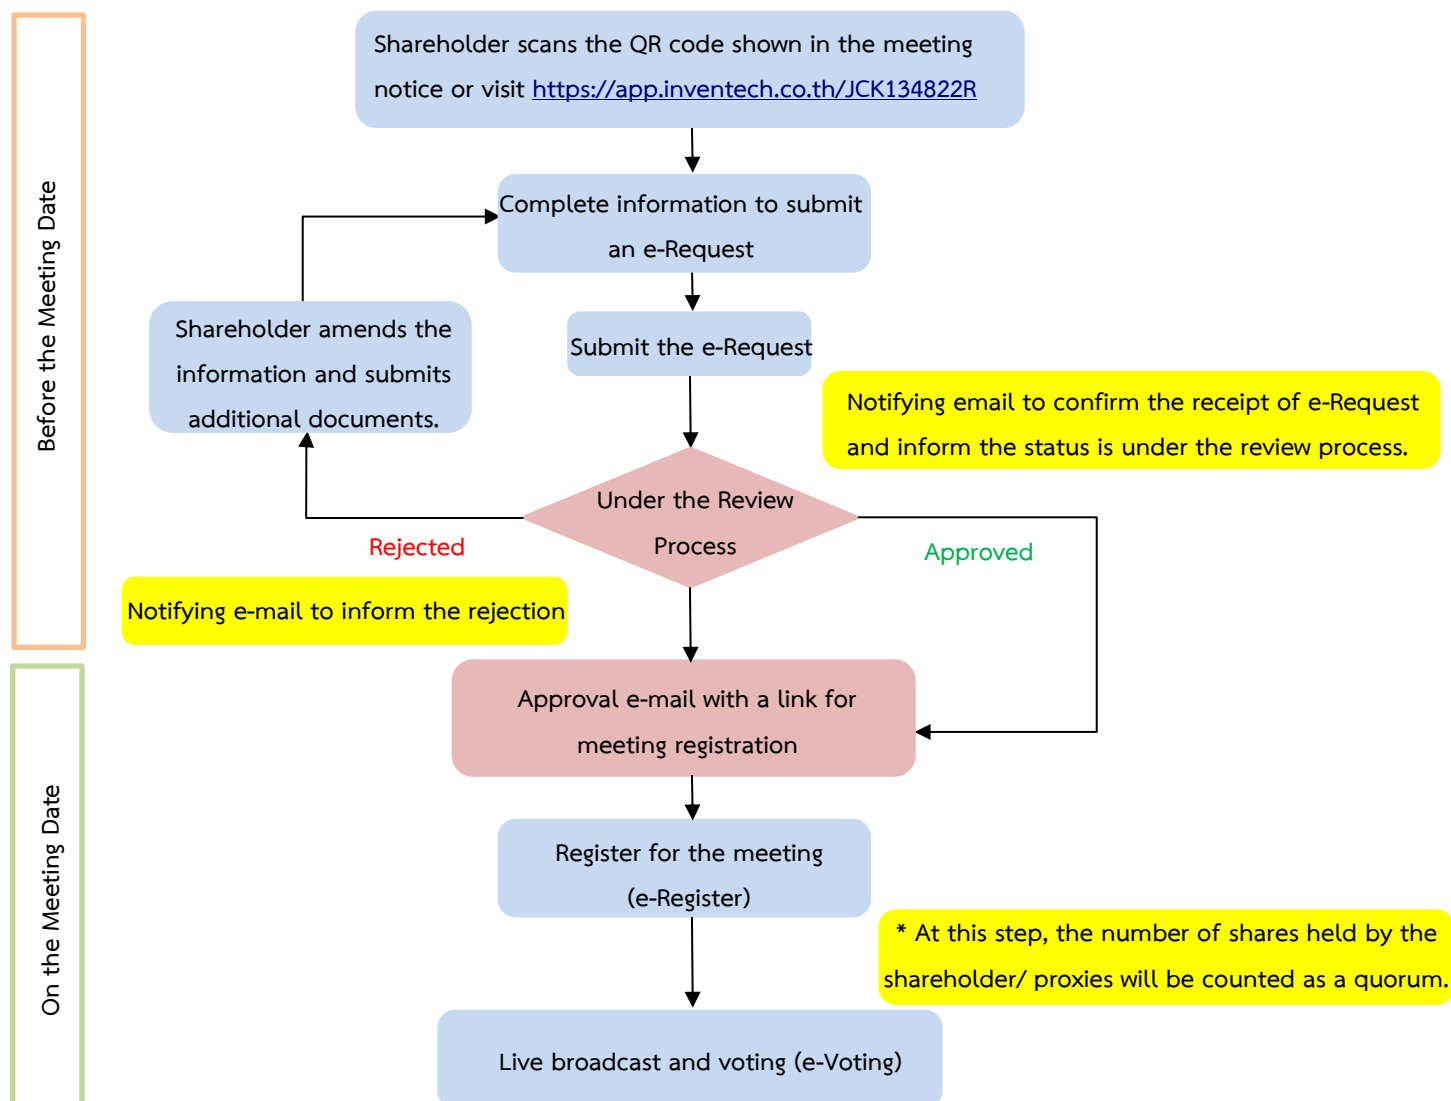 Shareholder scans the QR code shown in the meeting
notice or visit https://app.inventech.co.th/JCK134822R
Before the Meeting Date
Complete information to submit
an e-Request
Shareholder amends the
information and submits
additional documents.
Submit the e-Request
Notifying email to confirm the receipt of e-Request
and inform the status is under the review process.
Under the Review
Process
Rejected
Approved
Notifying e-mail to inform the rejection
On the Meeting Date
Approval e-mail with a link for
meeting registration
Register for the meeting
(e-Register)
* At this step, the number of shares held by the
shareholder/ proxies will be counted as a quorum.
Live broadcast and voting (e-Voting)